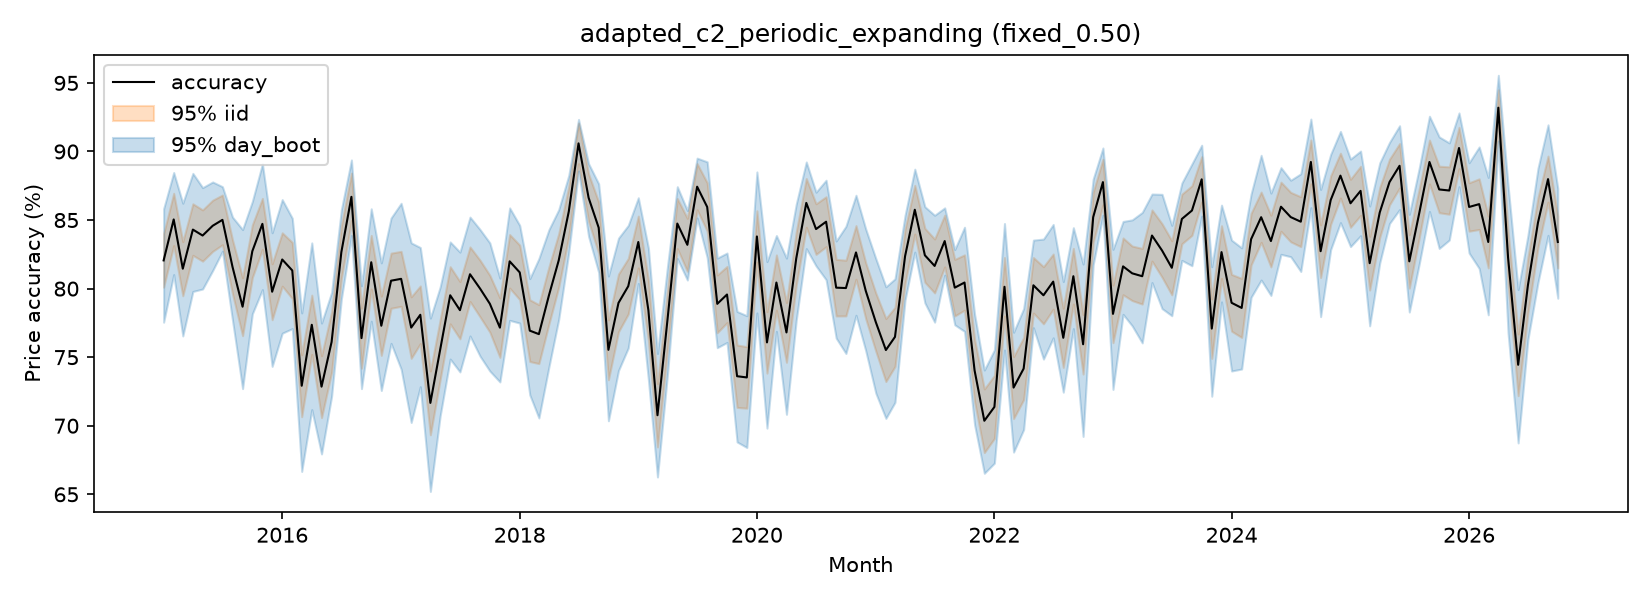 adapted_c2_periodic_expanding (fixed_0.50)
accuracy
95% iid
95% day_boot
Price accuracy (%)
95
90
85
80
75
70
65
2016
2018
2020
2022
2024
2026
Month